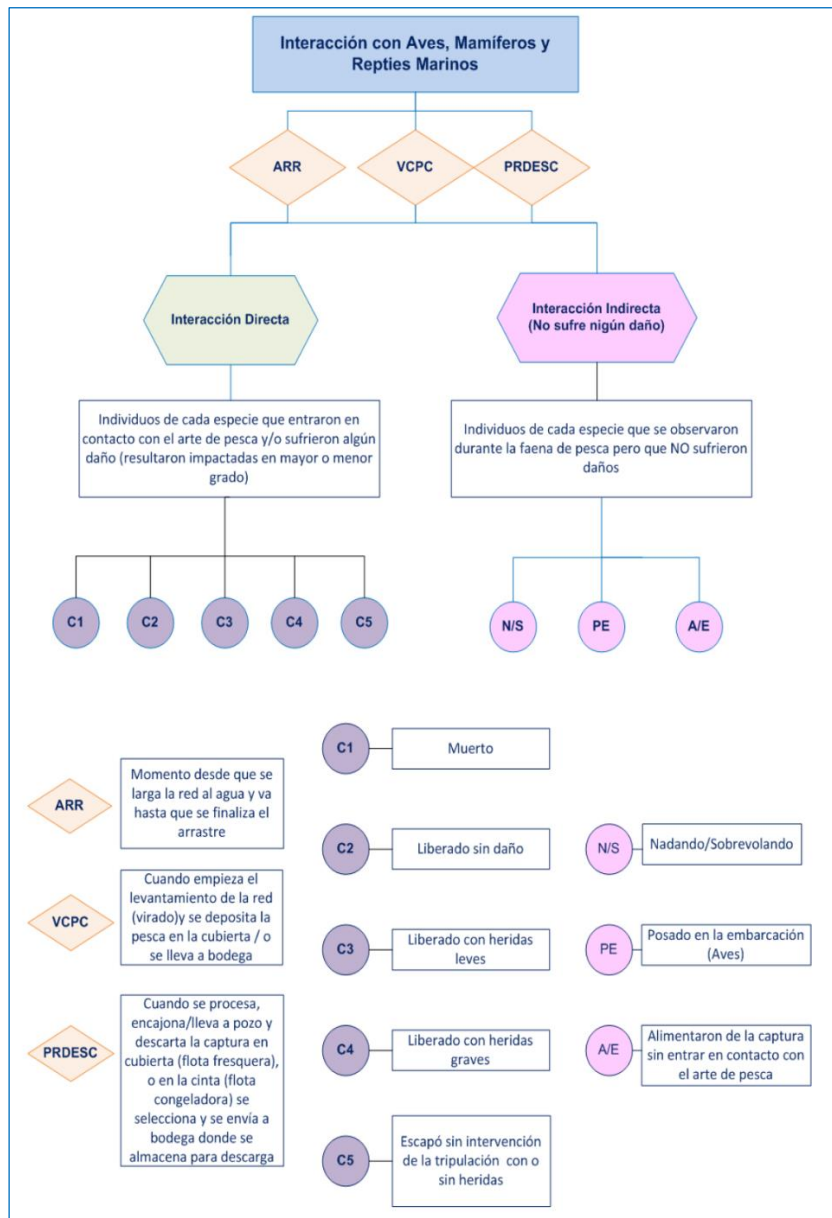 Interacción con Aves, Mamíferos y
Repties Marinos
ARR
VCPC
PRDESC
Interacción Directa
Interacción Indirecta
(No sufre nigún daño)
Individuos de cada especie que entraron en
contacto con el arte de pesca y/o sufrieron algún
daño (resultaron impactadas en mayor o menor
grado)
Individuos de cada especie que se observaron
durante la faena de pesca pero que NO sufrieron
daños
C1
C2
C3
C4
C5
N/S
PE
A/E
ARR
Momento desde que se
larga la red al agua y va
hasta que se finaliza el
arrastre
VCPC
Cuando empieza el
levantamiento de la red
(virado)y se deposita la
pesca en la cubierta / o
se lleva a bodega
PRDESC
Cuando se procesa,
encajona/lleva a pozo y
descarta la captura en
cubierta (flota fresquera),
o en la cinta (flota
congeladora) se
selecciona y se envía a
bodega donde se
almacena para descarga
C1
Muerto
C2
Liberado sin daño
C3
Liberado con heridas
leves
C4
Liberado con heridas
graves
C5
Escapó sin intervención
de la tripulación con o
sin heridas
N/S
Nadando/Sobrevolando
PE
Posado en la embarcación
(Aves)
A/E
Alimentaron de la captura
sin entrar en contacto con
el arte de pesca